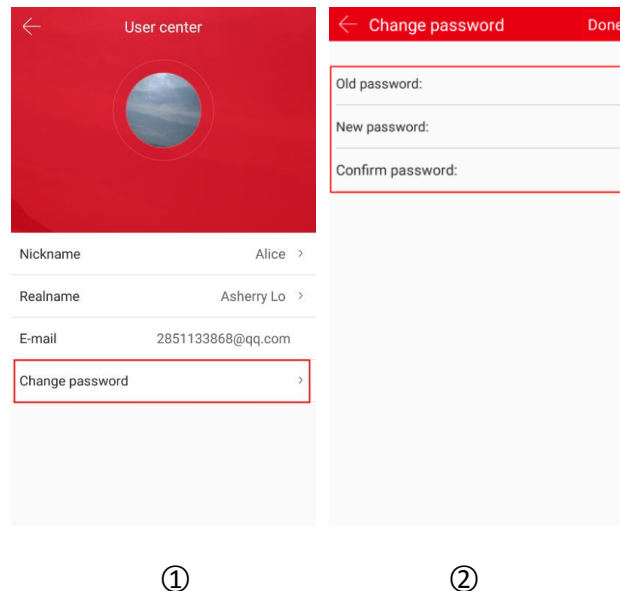 User center
Nickname Alice
Realname Asherry Lo
E-mail 2851133868@qq.com
Change password
①
Change password Done
Old password:
New password:
Confirm password:
②